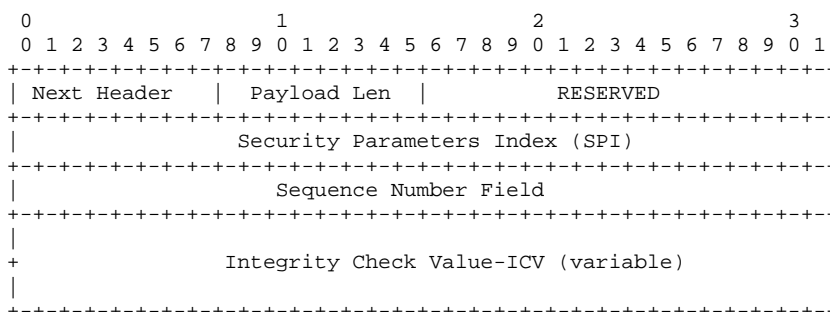 0                   1                   2                   3
0 1 2 3 4 5 6 7 8 9 0 1 2 3 4 5 6 7 8 9 0 1 2 3 4 5 6 7 8 9 0 1
+-+-+-+-+-+-+-+-+-+-+-+-+-+-+-+-+-+-+-+-+-+-+-+-+-+-+-+-+-+-+-+-
| Next Header   |  Payload Len  |          RESERVED
+-+-+-+-+-+-+-+-+-+-+-+-+-+-+-+-+-+-+-+-+-+-+-+-+-+-+-+-+-+-+-+-
|                 Security Parameters Index (SPI)
+-+-+-+-+-+-+-+-+-+-+-+-+-+-+-+-+-+-+-+-+-+-+-+-+-+-+-+-+-+-+-+-
|                    Sequence Number Field
+-+-+-+-+-+-+-+-+-+-+-+-+-+-+-+-+-+-+-+-+-+-+-+-+-+-+-+-+-+-+-+-
|
+                Integrity Check Value-ICV (variable)
|
+-+-+-+-+-+-+-+-+-+-+-+-+-+-+-+-+-+-+-+-+-+-+-+-+-+-+-+-+-+-+-+-